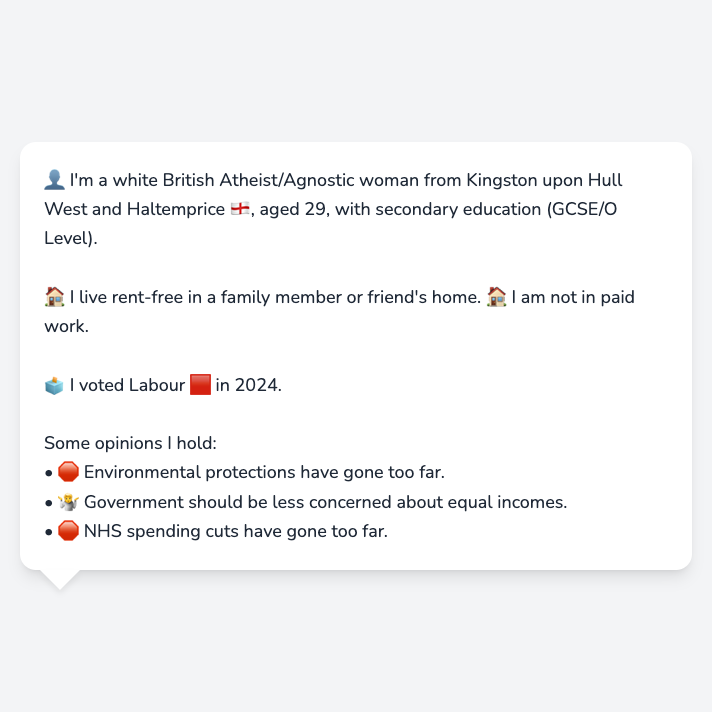 👤 I'm a white British Atheist/Agnostic woman from Kingston upon Hull
West and Haltemprice 🏴󠁧󠁢󠁥󠁮󠁧󠁿, aged 29, with secondary education (GCSE/O
Level).
🏠 I live rent-free in a family member or friend's home. 🏠 I am not in paid
work.
🗳️ I voted Labour 🟥 in 2024.
Some opinions I hold:
• 🛑 Environmental protections have gone too far.
• 🤷 Government should be less concerned about equal incomes.
• 🛑 NHS spending cuts have gone too far.